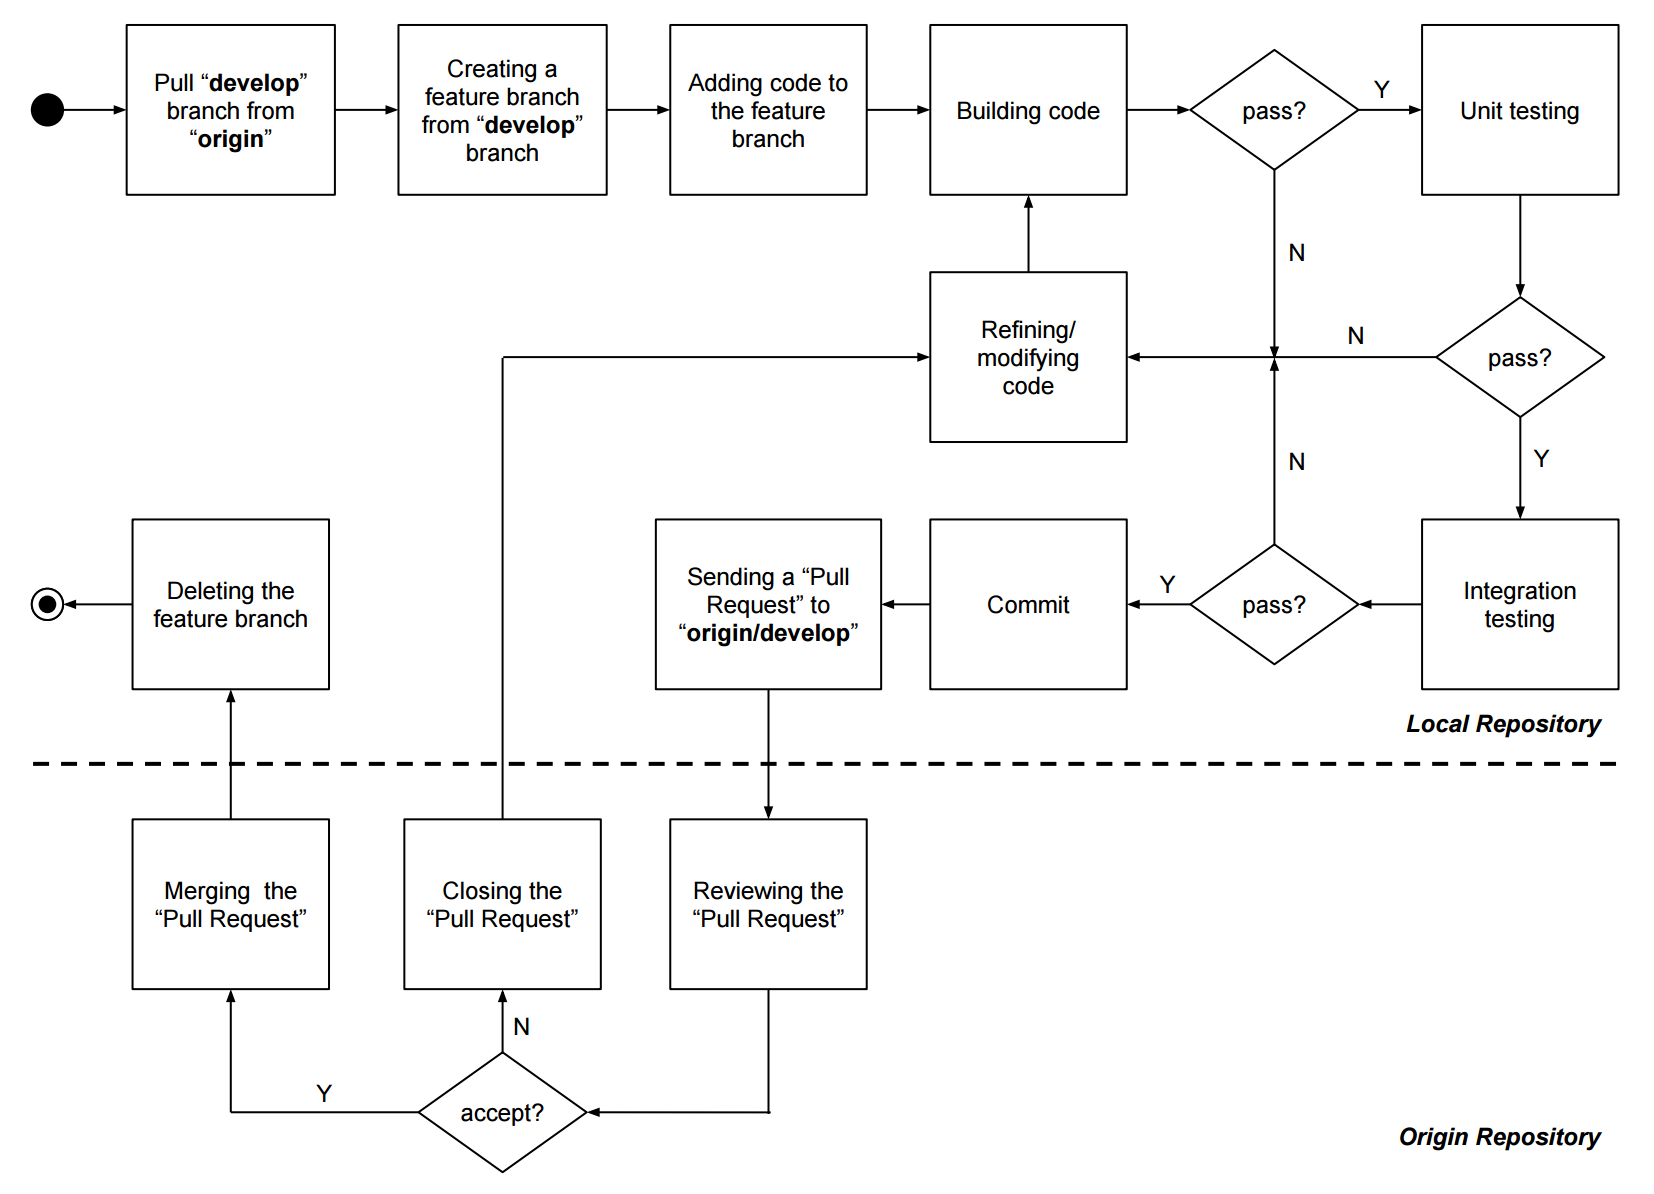 Pull “develop”
branch from
“origin”
Creating a
feature branch
from “develop”
branch
Adding code to
the feature
branch
Building code
pass?
Y
Unit testing
N
Refining/
modifying
code
N
pass?
N
Y
Deleting the
feature branch
Sending a “Pull
Request” to
“origin/develop”
Commit
Y
pass?
Integration
testing
Local Repository
Merging the
“Pull Request”
Closing the
“Pull Request”
Reviewing the
“Pull Request”
N
Y
accept?
Origin Repository